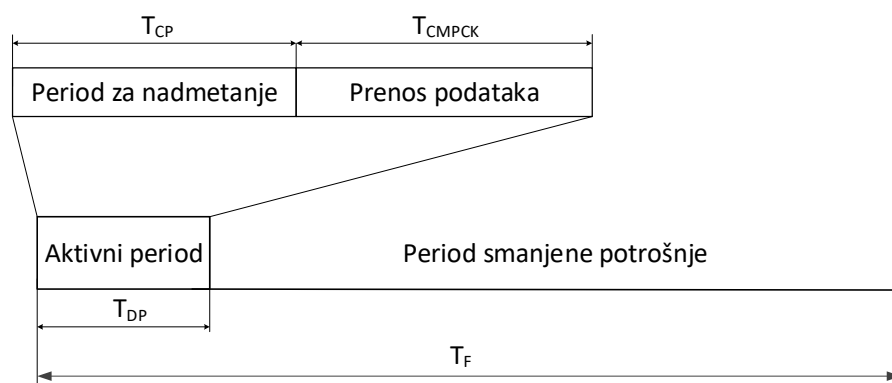 T_CP T_CMPCK
Period za nadmetanje Prenos podataka
Aktivni period Period smanjene potrošnje
T_DP
T_F